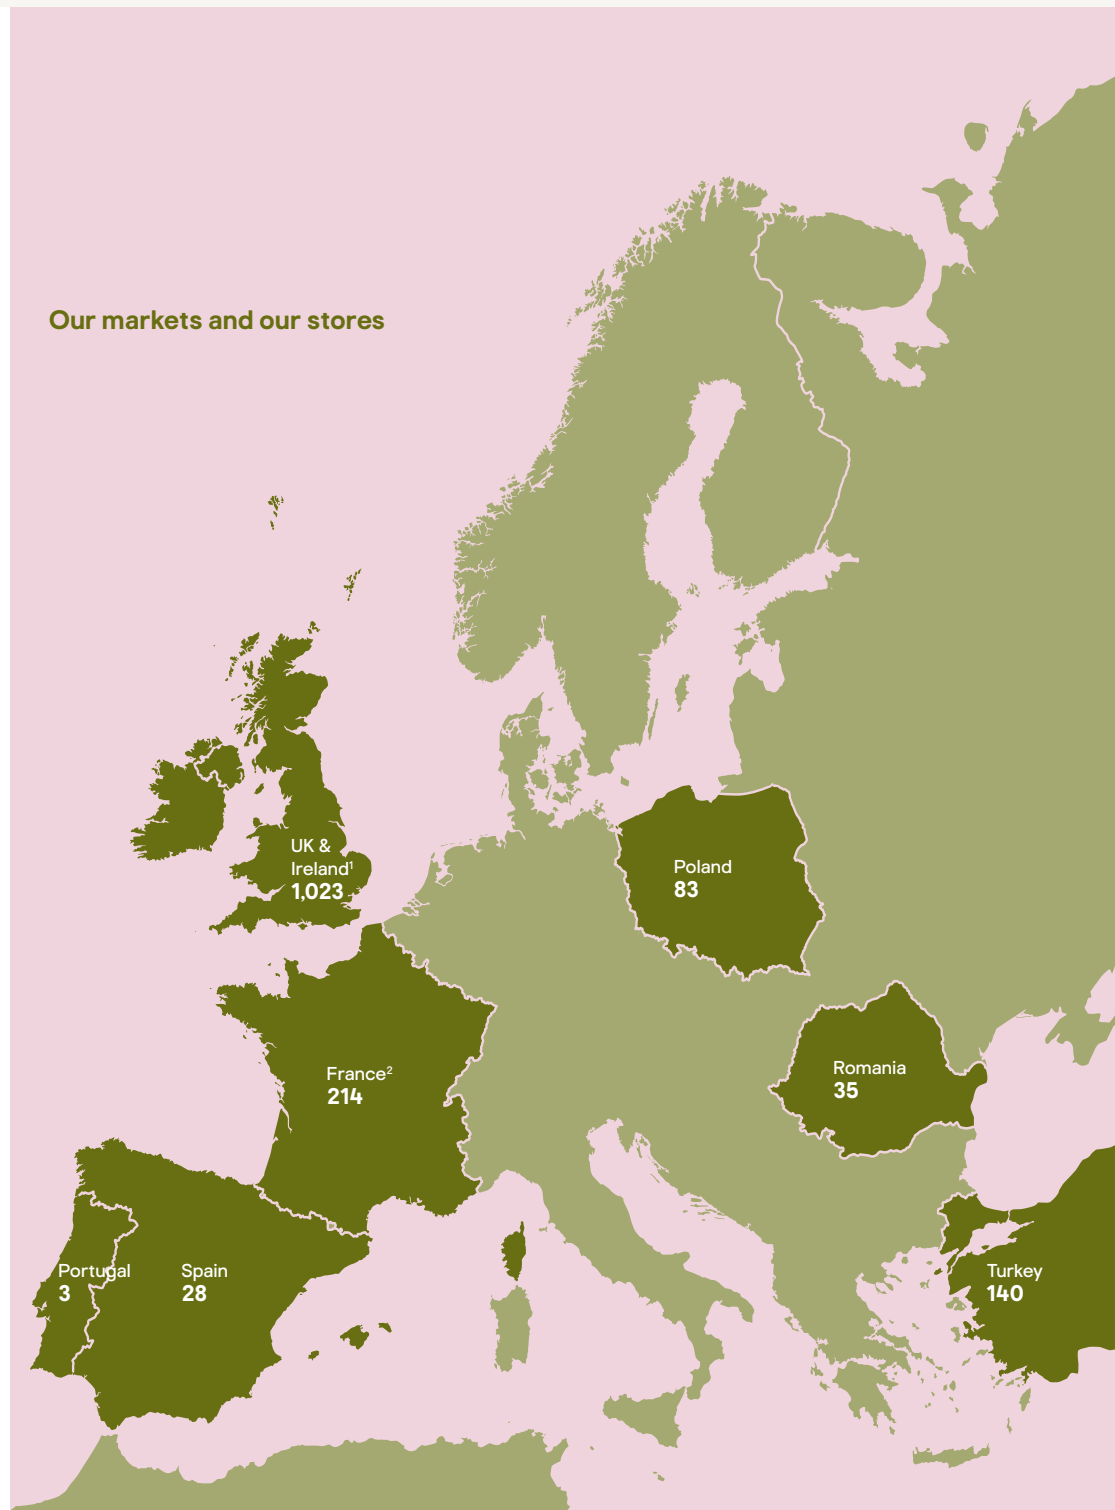 Our markets and our stores
UK &
Ireland¹
1,023
Poland
83
France²
214
Romania
35
Portugal
3
Spain
28
Turkey
140